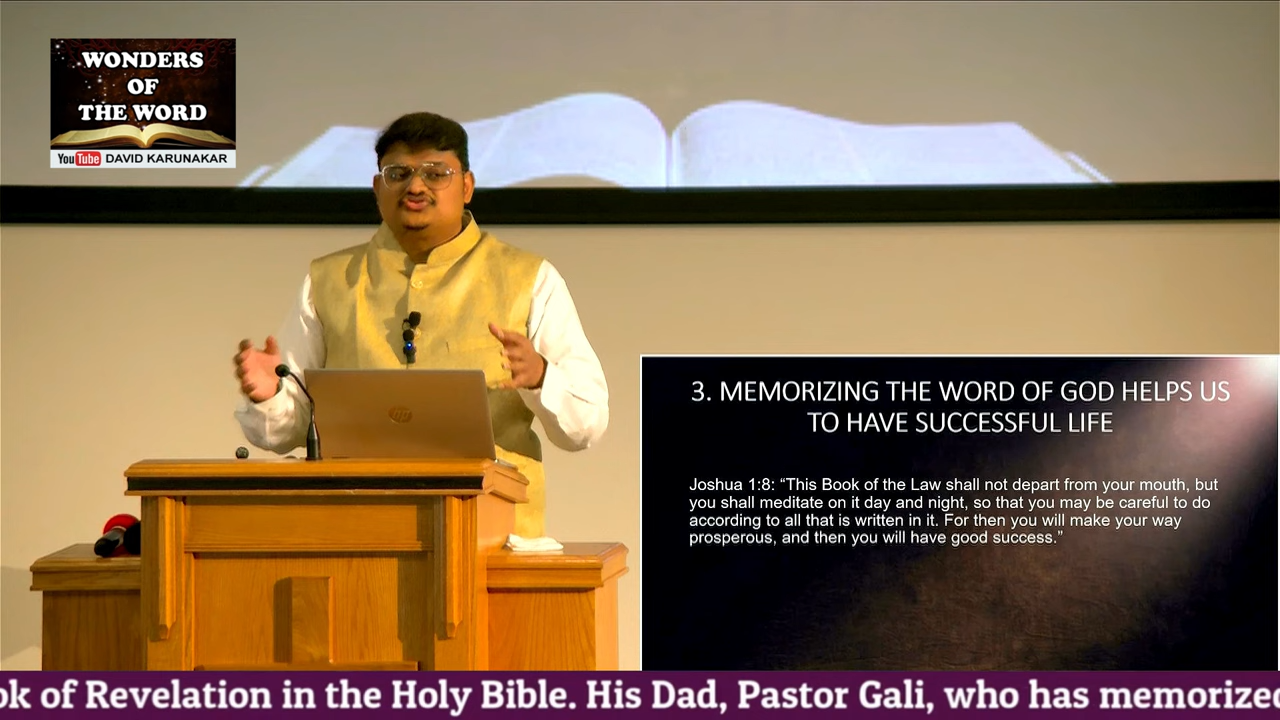 WONDERS
OF
THE WORD
YouTube DAVID KARUNAKAR
hp
3. MEMORIZING THE WORD OF GOD HELPS US
TO HAVE SUCCESSFUL LIFE
Joshua 1:8: “This Book of the Law shall not depart from your mouth, but
you shall meditate on it day and night, so that you may be careful to do
according to all that is written in it. For then you will make your way
prosperous, and then you will have good success.”
ok of Revelation in the Holy Bible. His Dad, Pastor Gali, who has memorized